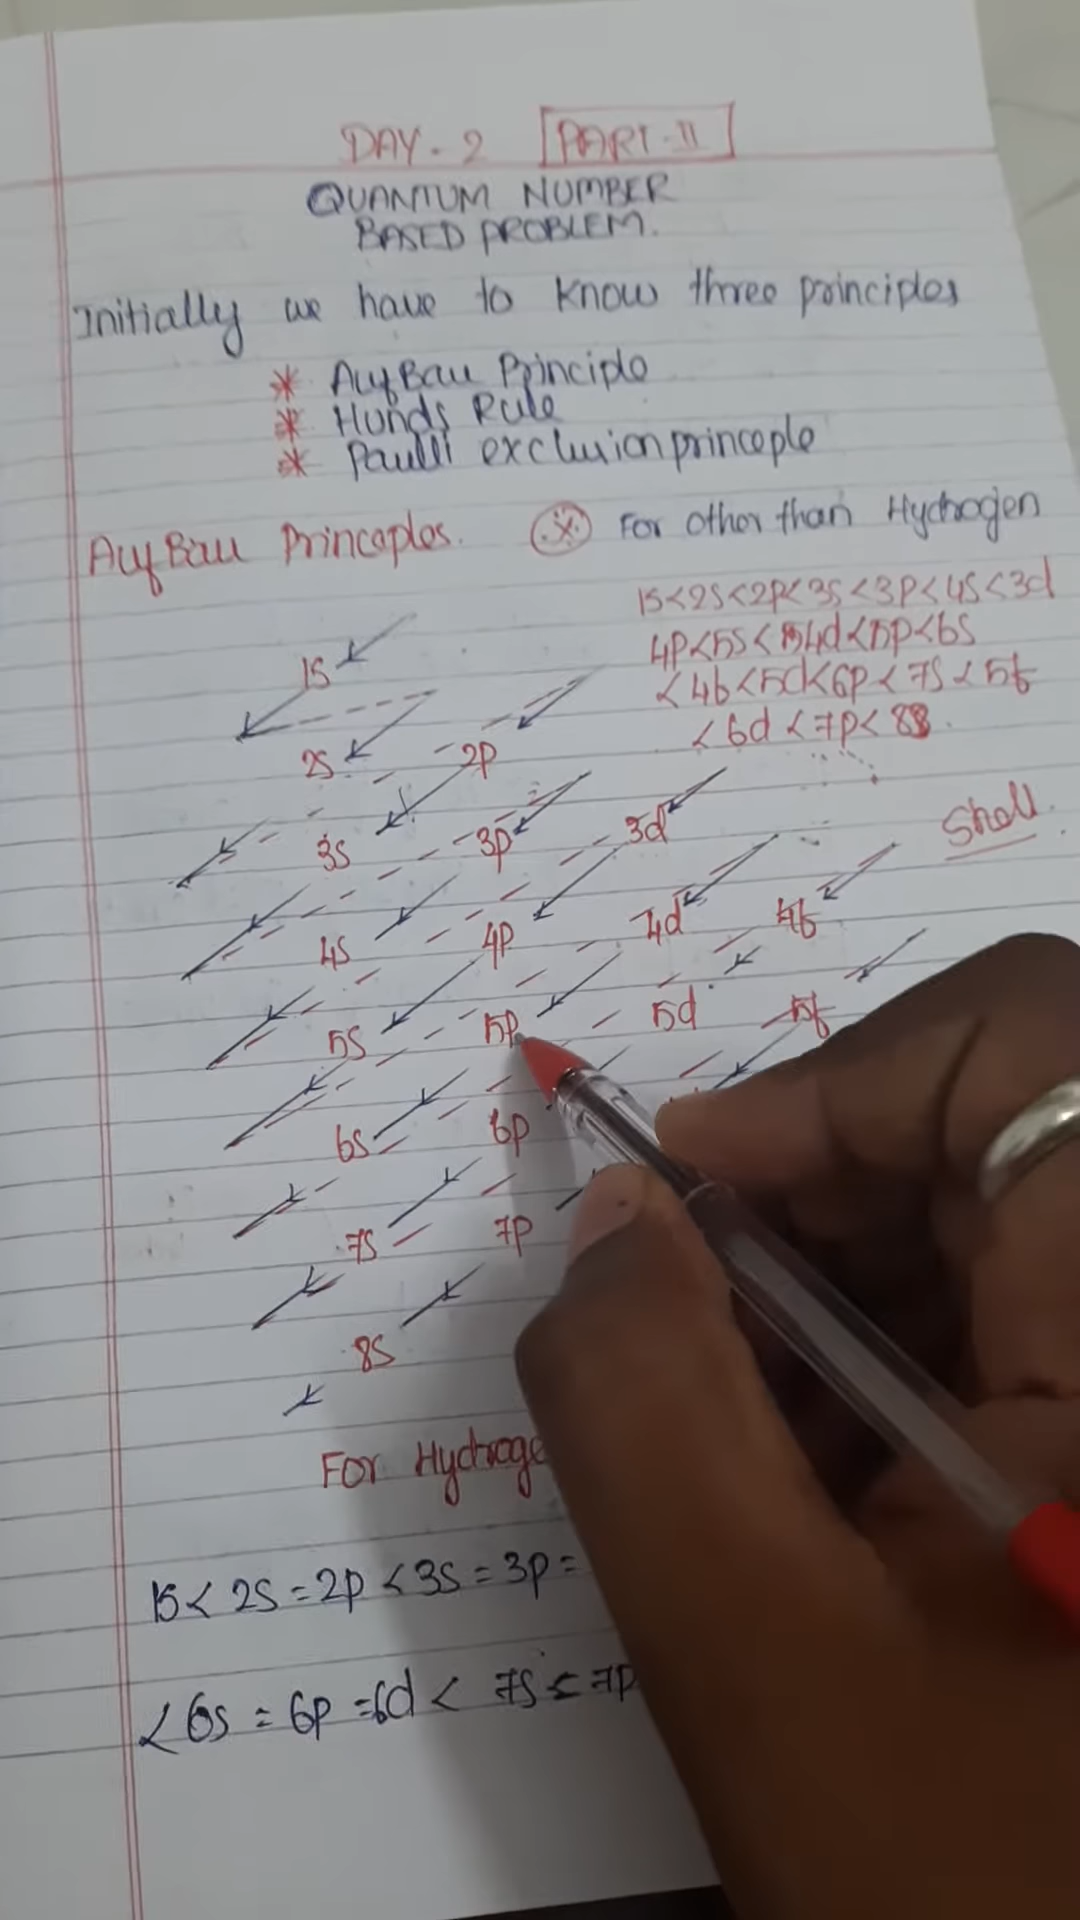 DAY - 2 PART-II
QUANTUM NUMBER
BASED PROBLEM.
Initially we have to know three principles
* AufBau Principle
* Hunds Rule
* Paulli exclusion princople
AufBau Principles. For other than Hydrogen
1S<2S<2P<3S<3P<4S<3d
4P<5S<4d<5P<6S
<4f<5d<6P<7S<5f
<6d<7P<8S.
Shell
1S
2S 2P
3S 3P 3d
4S 4P 4d 4f
5S 5P 5d 5f
6S 6P
7S 7P
8S
For Hydroge
1S< 2S = 2P < 3S = 3P =
< 6S = 6P = 6d < 7S = 7P